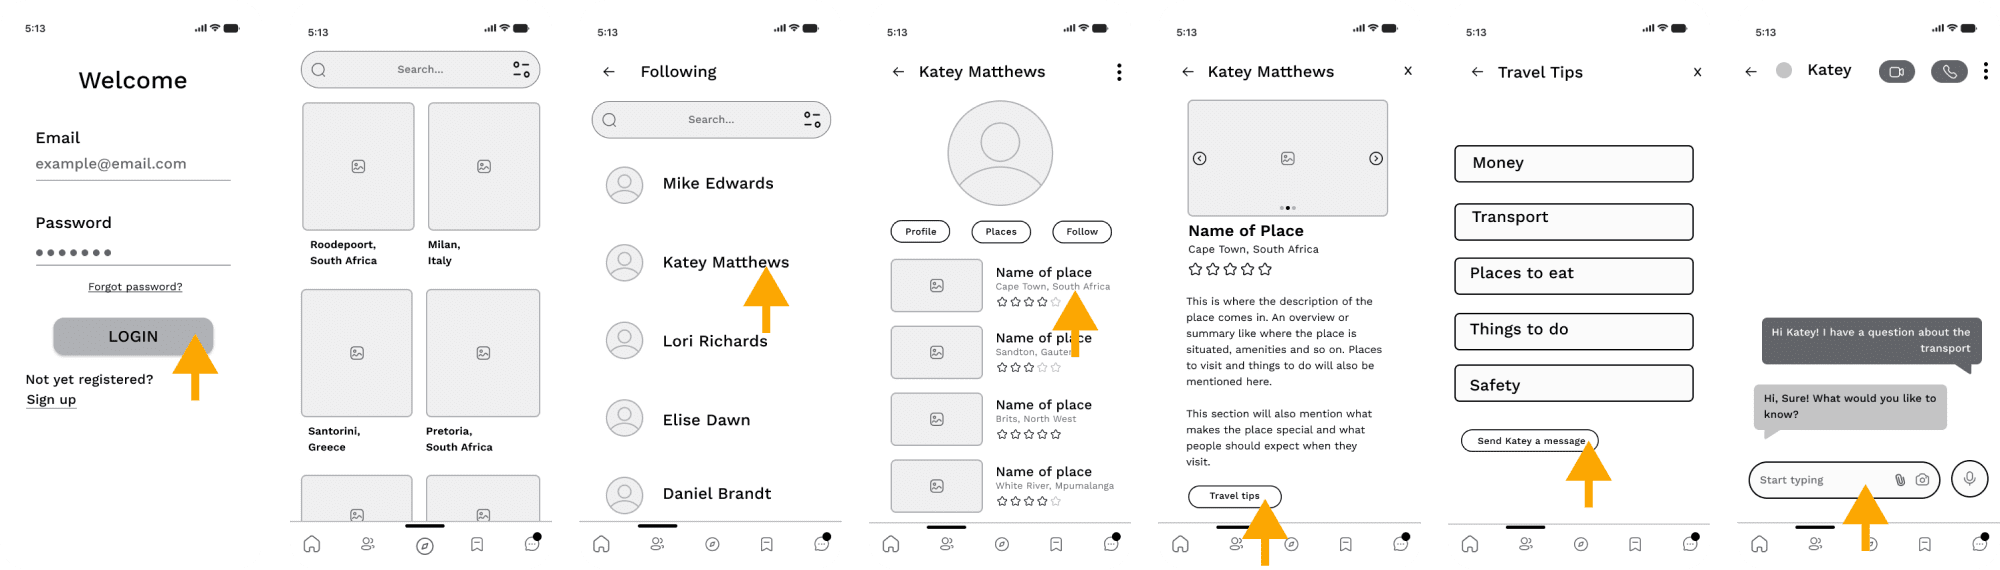 5:13
Welcome
Email
example@email.com
Password
Forgot password?
LOGIN
Not yet registered?
Sign up
5:13
Search...
Roodepoort,
South Africa
Milan,
Italy
Santorini,
Greece
Pretoria,
South Africa
5:13
Following
Search...
Mike Edwards
Katey Matthews
Lori Richards
Elise Dawn
Daniel Brandt
5:13
Katey Matthews
Profile
Places
Follow
Name of place
Cape Town, South Africa
Name of place
Sandton, Gauten
Name of place
Brits, North West
Name of place
White River, Mpumalanga
5:13
Katey Matthews
X
Name of Place
Cape Town, South Africa
This is where the description of the
place comes in. An overview or
summary like where the place is
situated, amenities and so on. Places
to visit and things to do will also be
mentioned here.
This section will also mention what
makes the place special and what
people should expect when they
visit.
Travel tips
5:13
Travel Tips
X
Money
Transport
Places to eat
Things to do
Safety
Send Katey a message
5:13
Katey
Hi Katey! I have a question about the
transport
Hi, Sure! What would you like to
know?
Start typing